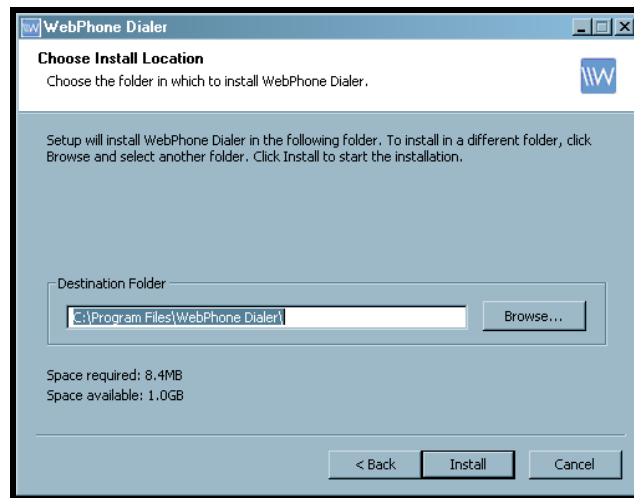 WebPhone Dialer
Choose Install Location
Choose the folder in which to install WebPhone Dialer.
\\W
Setup will install WebPhone Dialer in the following folder. To install in a different folder, click
Browse and select another folder. Click Install to start the installation.
Destination Folder
C:\Program Files\WebPhone Dialer\
Browse...
Space required: 8.4MB
Space available: 1.0GB
< Back
Install
Cancel